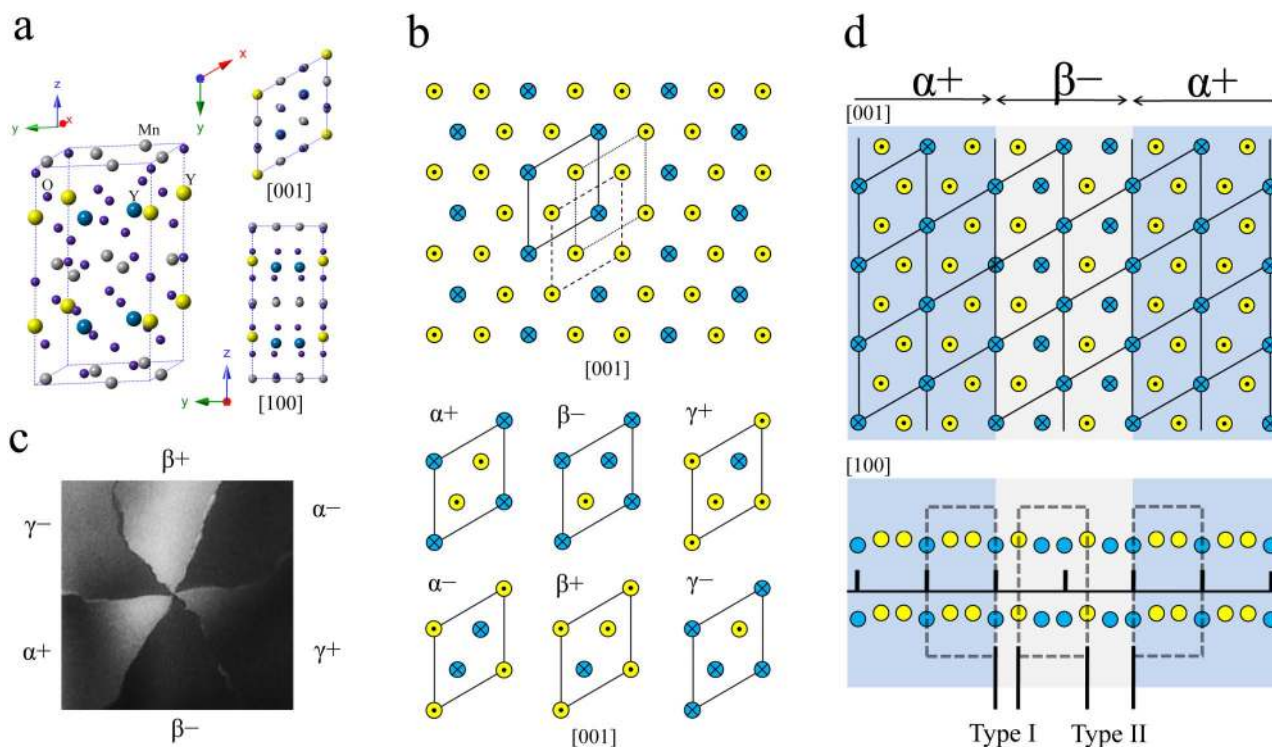 a
z
y
x
Mn
O
Y
Y
x
y
[001]
z
y
[100]
b
[001]
α+
β−
γ+
α−
β+
γ−
[001]
c
β+
γ−
α−
α+
γ+
β−
d
α+
β−
α+
[001]
[100]
Type I
Type II